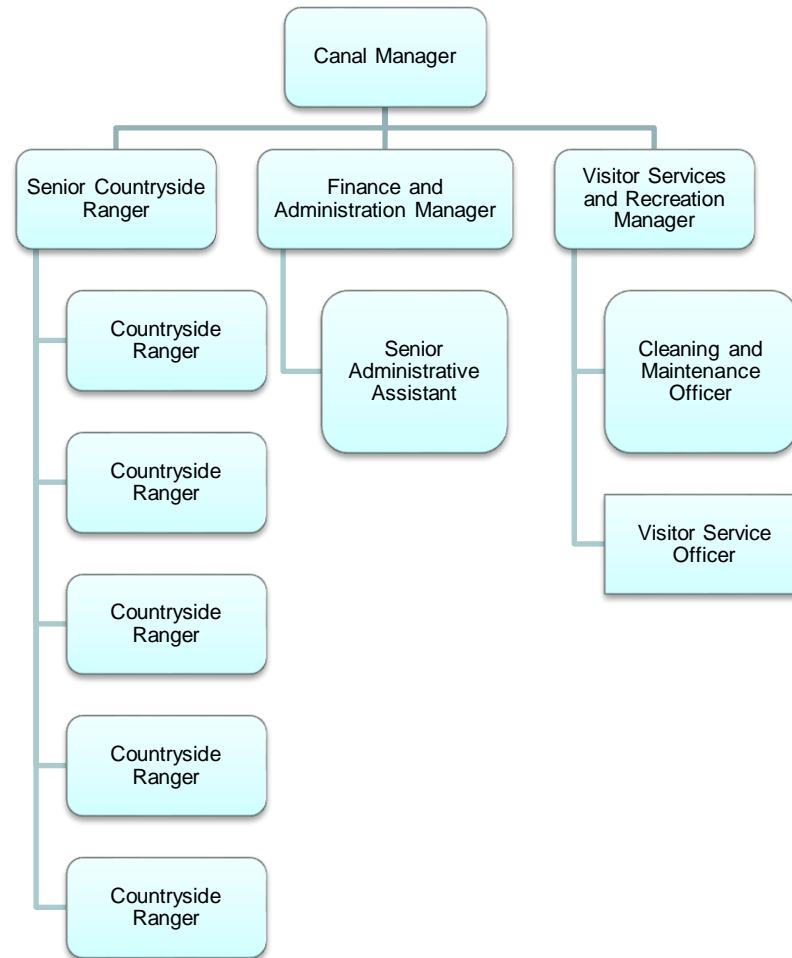 Canal Manager
Senior Countryside
Ranger
Finance and
Administration Manager
Visitor Services
and Recreation
Manager
Countryside
Ranger
Senior
Administrative
Assistant
Cleaning and
Maintenance
Officer
Countryside
Ranger
Visitor Service
Officer
Countryside
Ranger
Countryside
Ranger
Countryside
Ranger